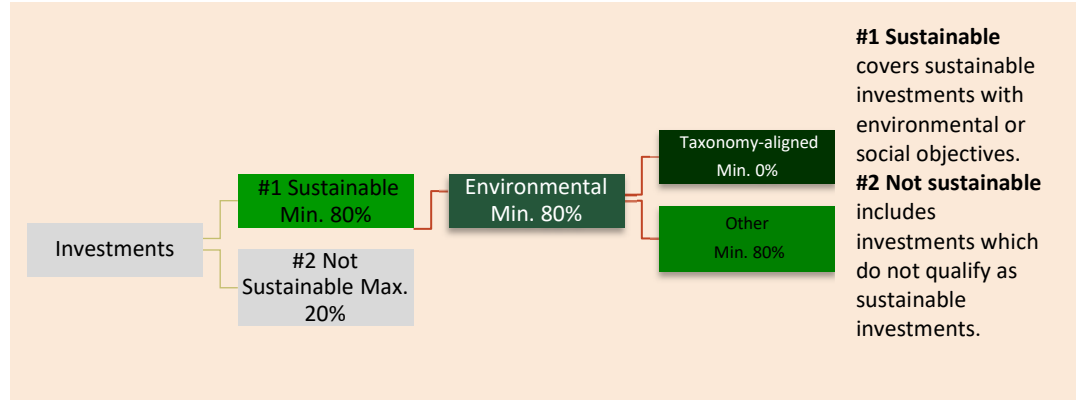 Investments
#1 Sustainable
Min. 80%
#2 Not
Sustainable Max.
20%
Environmental
Min. 80%
Taxonomy-aligned
Min. 0%
Other
Min. 80%
#1 Sustainable
covers sustainable
investments with
environmental or
social objectives.
#2 Not sustainable
includes
investments which
do not qualify as
sustainable
investments.